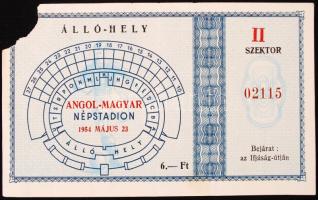 ÁLLÓ-HELY
II
SZEKTOR
02115
ANGOL-MAGYAR
NÉPSTADION
1954 MÁJUS 23
ÁLLÓ HELY
6.— Ft
Bejárat :
az Ifjúság-útján